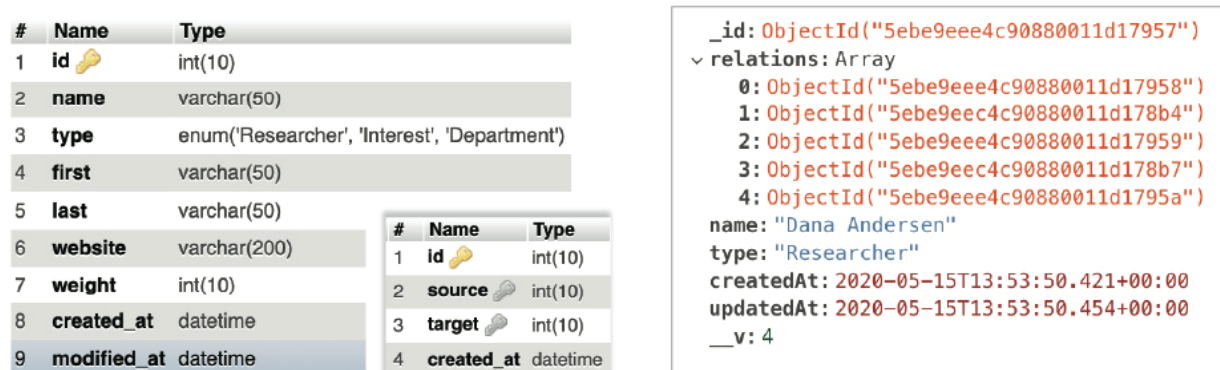 # Name Type
1 id int(10)
2 name varchar(50)
3 type enum('Researcher', 'Interest', 'Department')
4 first varchar(50)
5 last varchar(50)
6 website varchar(200)
7 weight int(10)
8 created_at datetime
9 modified_at datetime
# Name Type
1 id int(10)
2 source int(10)
3 target int(10)
4 created_at datetime
_id: ObjectId("5ebe9eee4c90880011d17957")
relations: Array
0: ObjectId("5ebe9eee4c90880011d17958")
1: ObjectId("5ebe9eec4c90880011d178b4")
2: ObjectId("5ebe9eee4c90880011d17959")
3: ObjectId("5ebe9eec4c90880011d178b7")
4: ObjectId("5ebe9eee4c90880011d1795a")
name: "Dana Andersen"
type: "Researcher"
createdAt: 2020-05-15T13:53:50.421+00:00
updatedAt: 2020-05-15T13:53:50.454+00:00
__v: 4